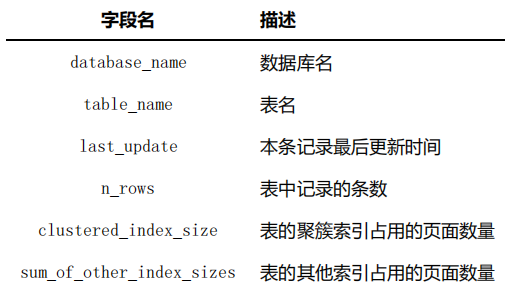 字段名 描述
database_name 数据库名
table_name 表名
last_update 本条记录最后更新时间
n_rows 表中记录的条数
clustered_index_size 表的聚簇索引占用的页面数量
sum_of_other_index_sizes 表的其他索引占用的页面数量